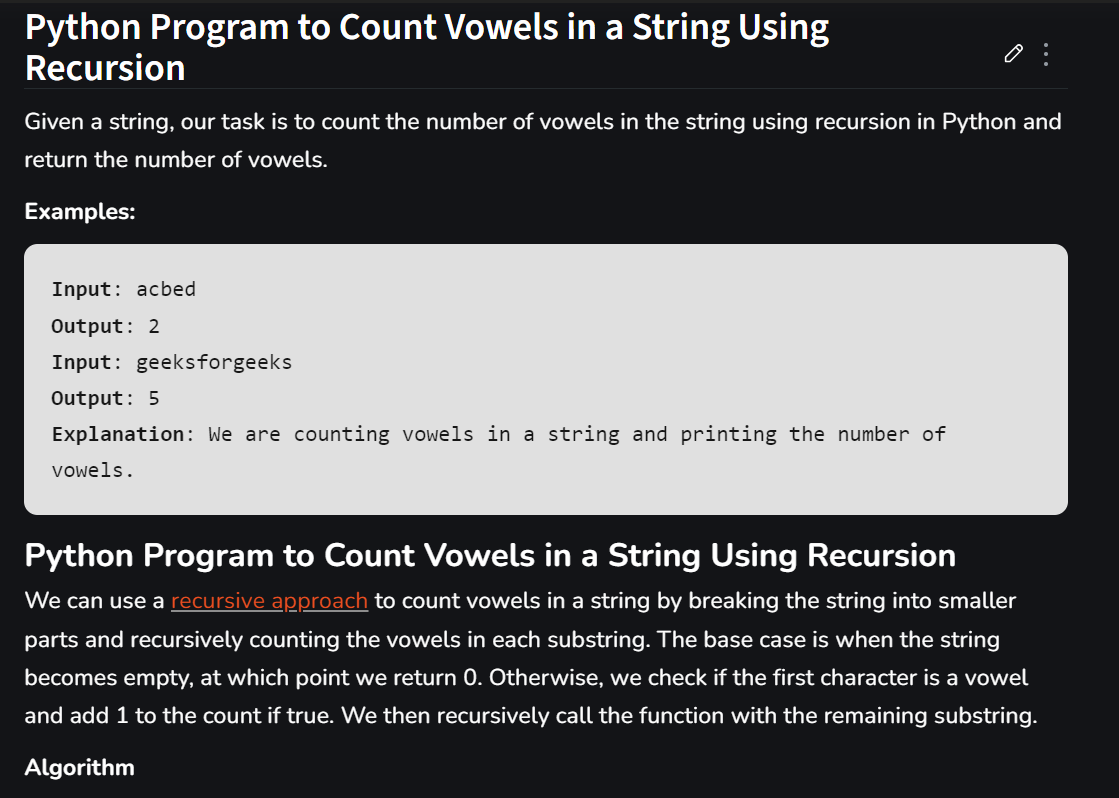 Python Program to Count Vowels in a String Using
Recursion
Given a string, our task is to count the number of vowels in the string using recursion in Python and
return the number of vowels.
Examples:
Input: acbed
Output: 2
Input: geeksforgeeks
Output: 5
Explanation: We are counting vowels in a string and printing the number of
vowels.
Python Program to Count Vowels in a String Using Recursion
We can use a recursive approach to count vowels in a string by breaking the string into smaller
parts and recursively counting the vowels in each substring. The base case is when the string
becomes empty, at which point we return 0. Otherwise, we check if the first character is a vowel
and add 1 to the count if true. We then recursively call the function with the remaining substring.
Algorithm